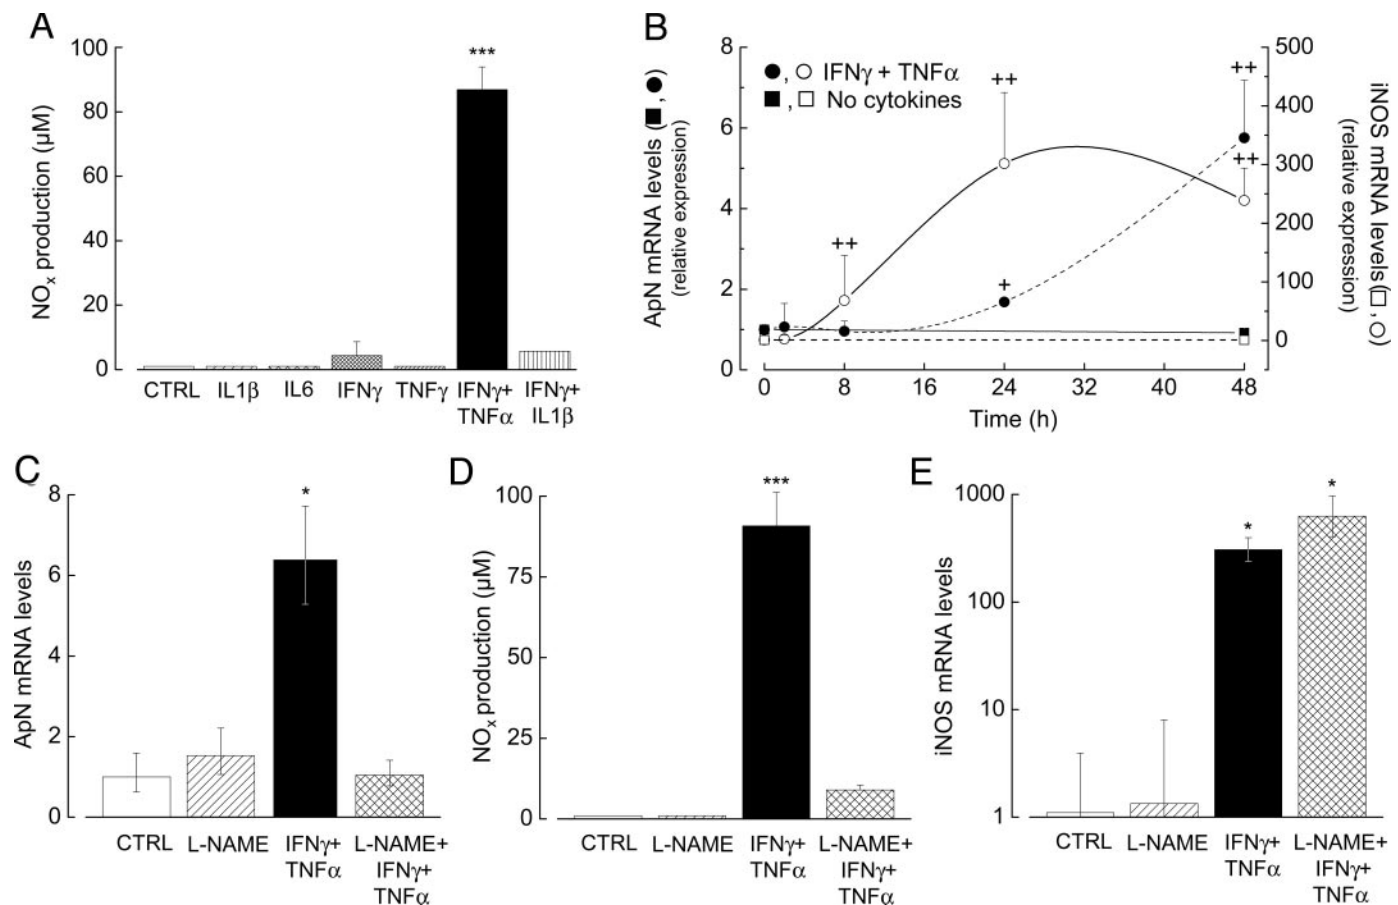 A
NOx production (μM)
100
80
60
40
20
0
***
CTRL IL1β IL6 IFNγ TNFγ IFNγ+ IFNγ+
TNFα IL1β
B
ApN mRNA levels (■,●)
(relative expression)
8
6
4
2
0
●,○ IFNγ + TNFα
■,□ No cytokines
++
++
+
++
++
500
400
300
200
100
0
iNOS mRNA levels (□,○)
(relative expression)
0 8 16 24 32 40 48
Time (h)
C
ApN mRNA levels
8
6
4
2
0
*
CTRL L-NAME IFNγ+ L-NAME+
TNFα IFNγ+
TNFα
D
NOx production (μM)
100
75
50
25
0
***
CTRL L-NAME IFNγ+ L-NAME+
TNFα IFNγ+
TNFα
E
iNOS mRNA levels
1000
100
10
1
*
*
CTRL L-NAME IFNγ+ L-NAME+
TNFα IFNγ+
TNFα